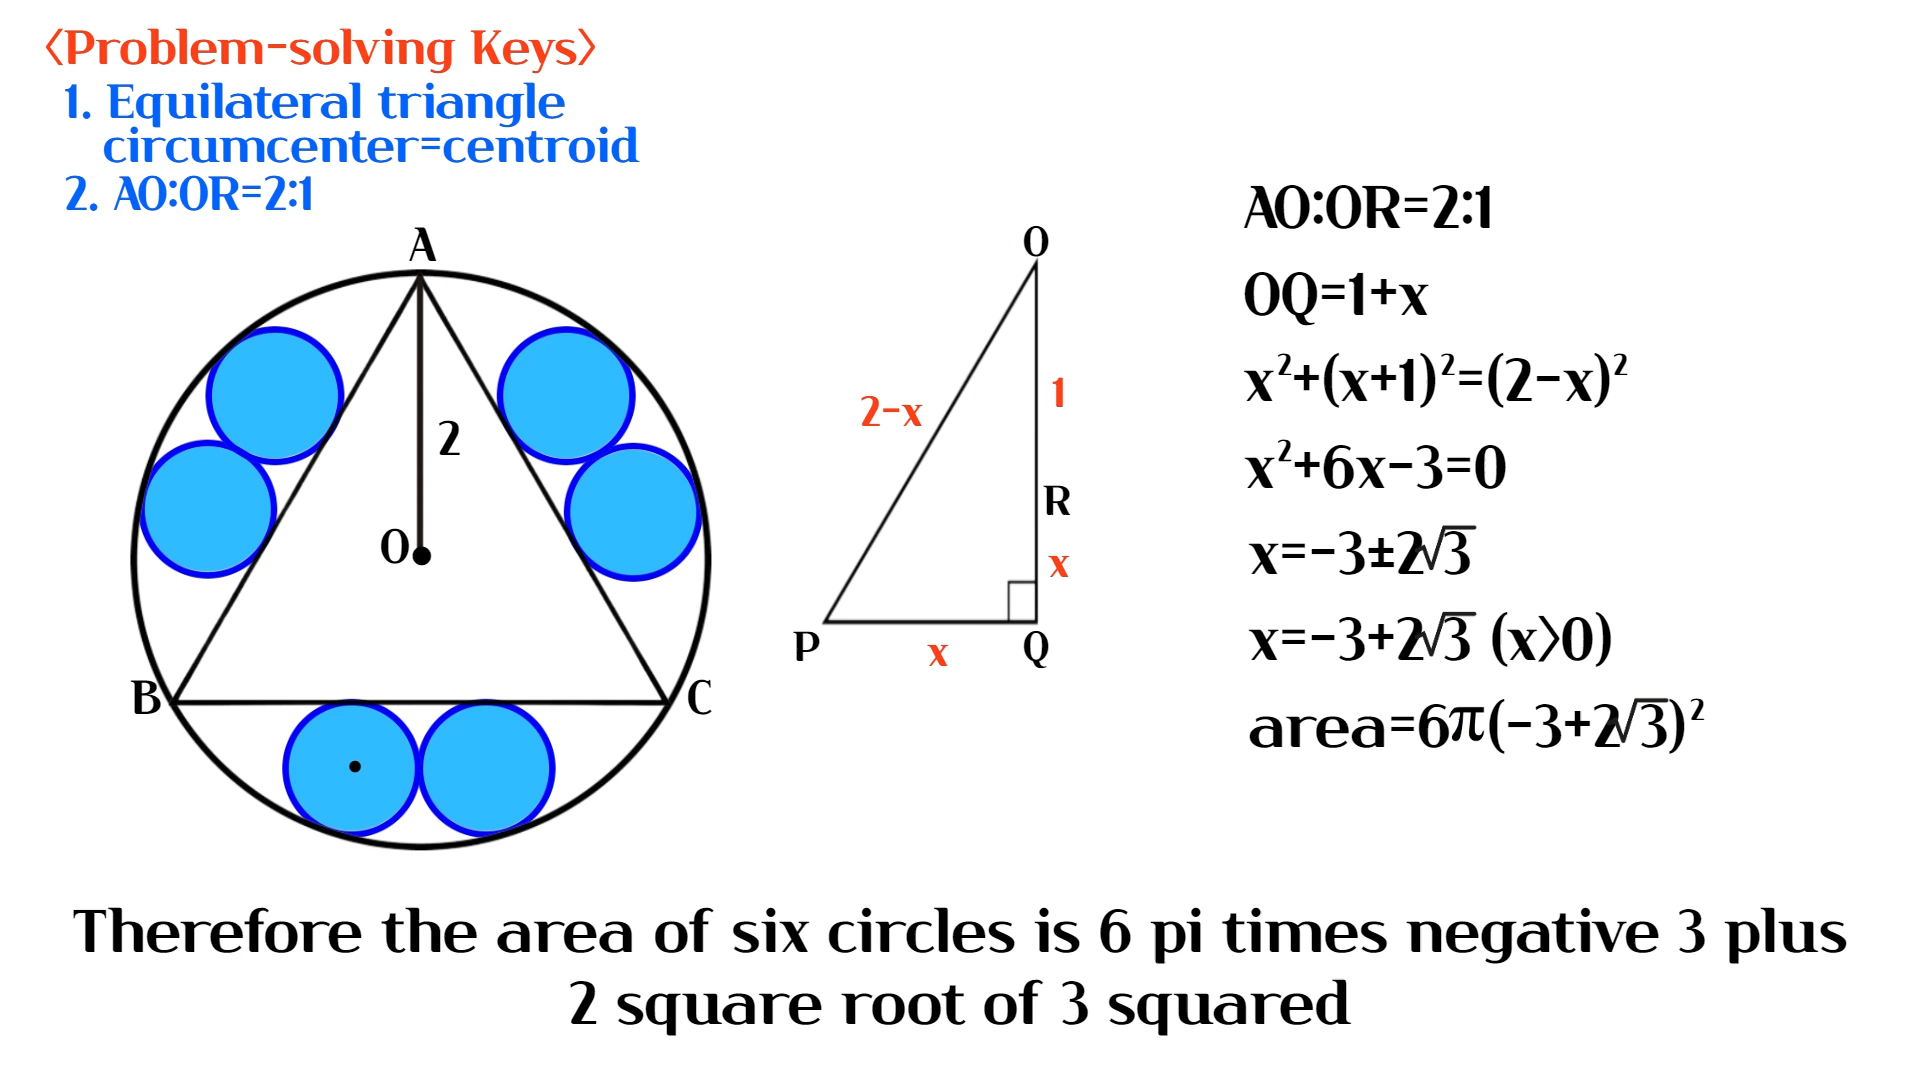 〈Problem-solving Keys〉
1. Equilateral triangle
circumcenter=centroid
2. AO:OR=2:1
A
2
O
B
C
O
2-x
1
R
x
P
x
Q
AO:OR=2:1
OQ=1+x
x²+(x+1)²=(2-x)²
x²+6x-3=0
x=-3±2√3
x=-3+2√3 (x〉0)
area=6π(-3+2√3)²
Therefore the area of six circles is 6 pi times negative 3 plus
2 square root of 3 squared